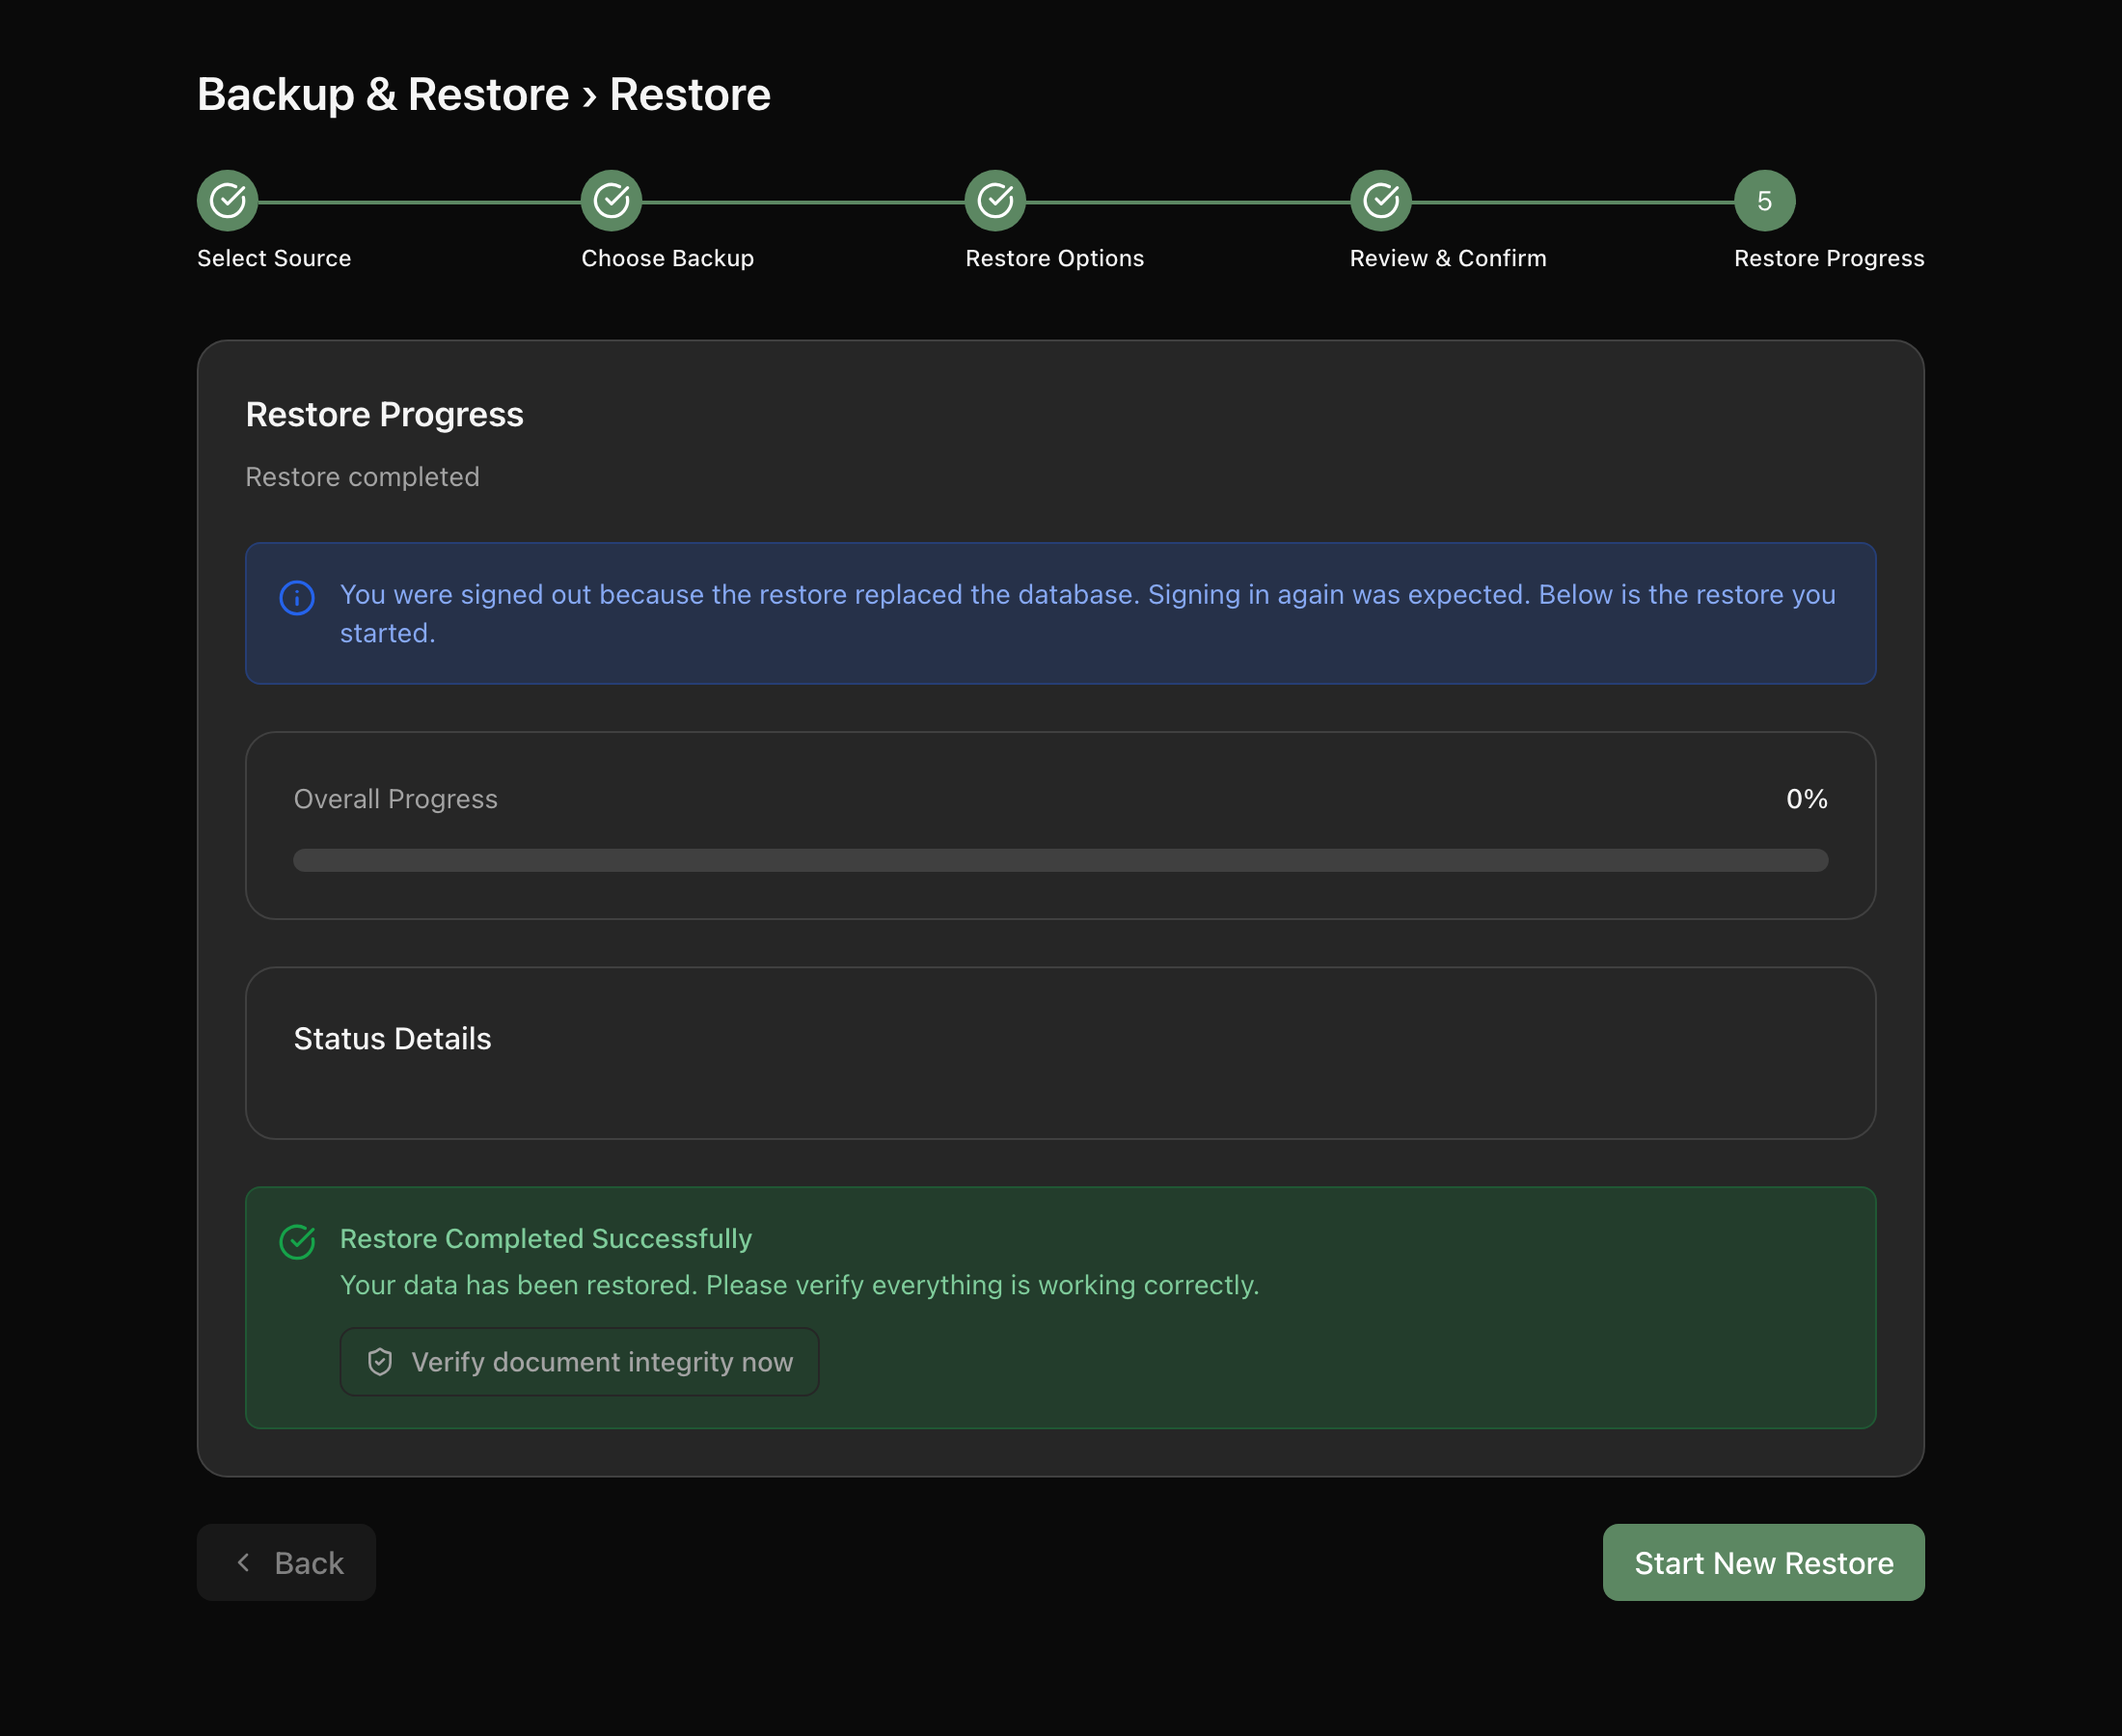 Backup & Restore › Restore
5
Select Source
Choose Backup
Restore Options
Review & Confirm
Restore Progress
Restore Progress
Restore completed
You were signed out because the restore replaced the database. Signing in again was expected. Below is the restore you
started.
Overall Progress
0%
Status Details
Restore Completed Successfully
Your data has been restored. Please verify everything is working correctly.
Verify document integrity now
Back
Start New Restore